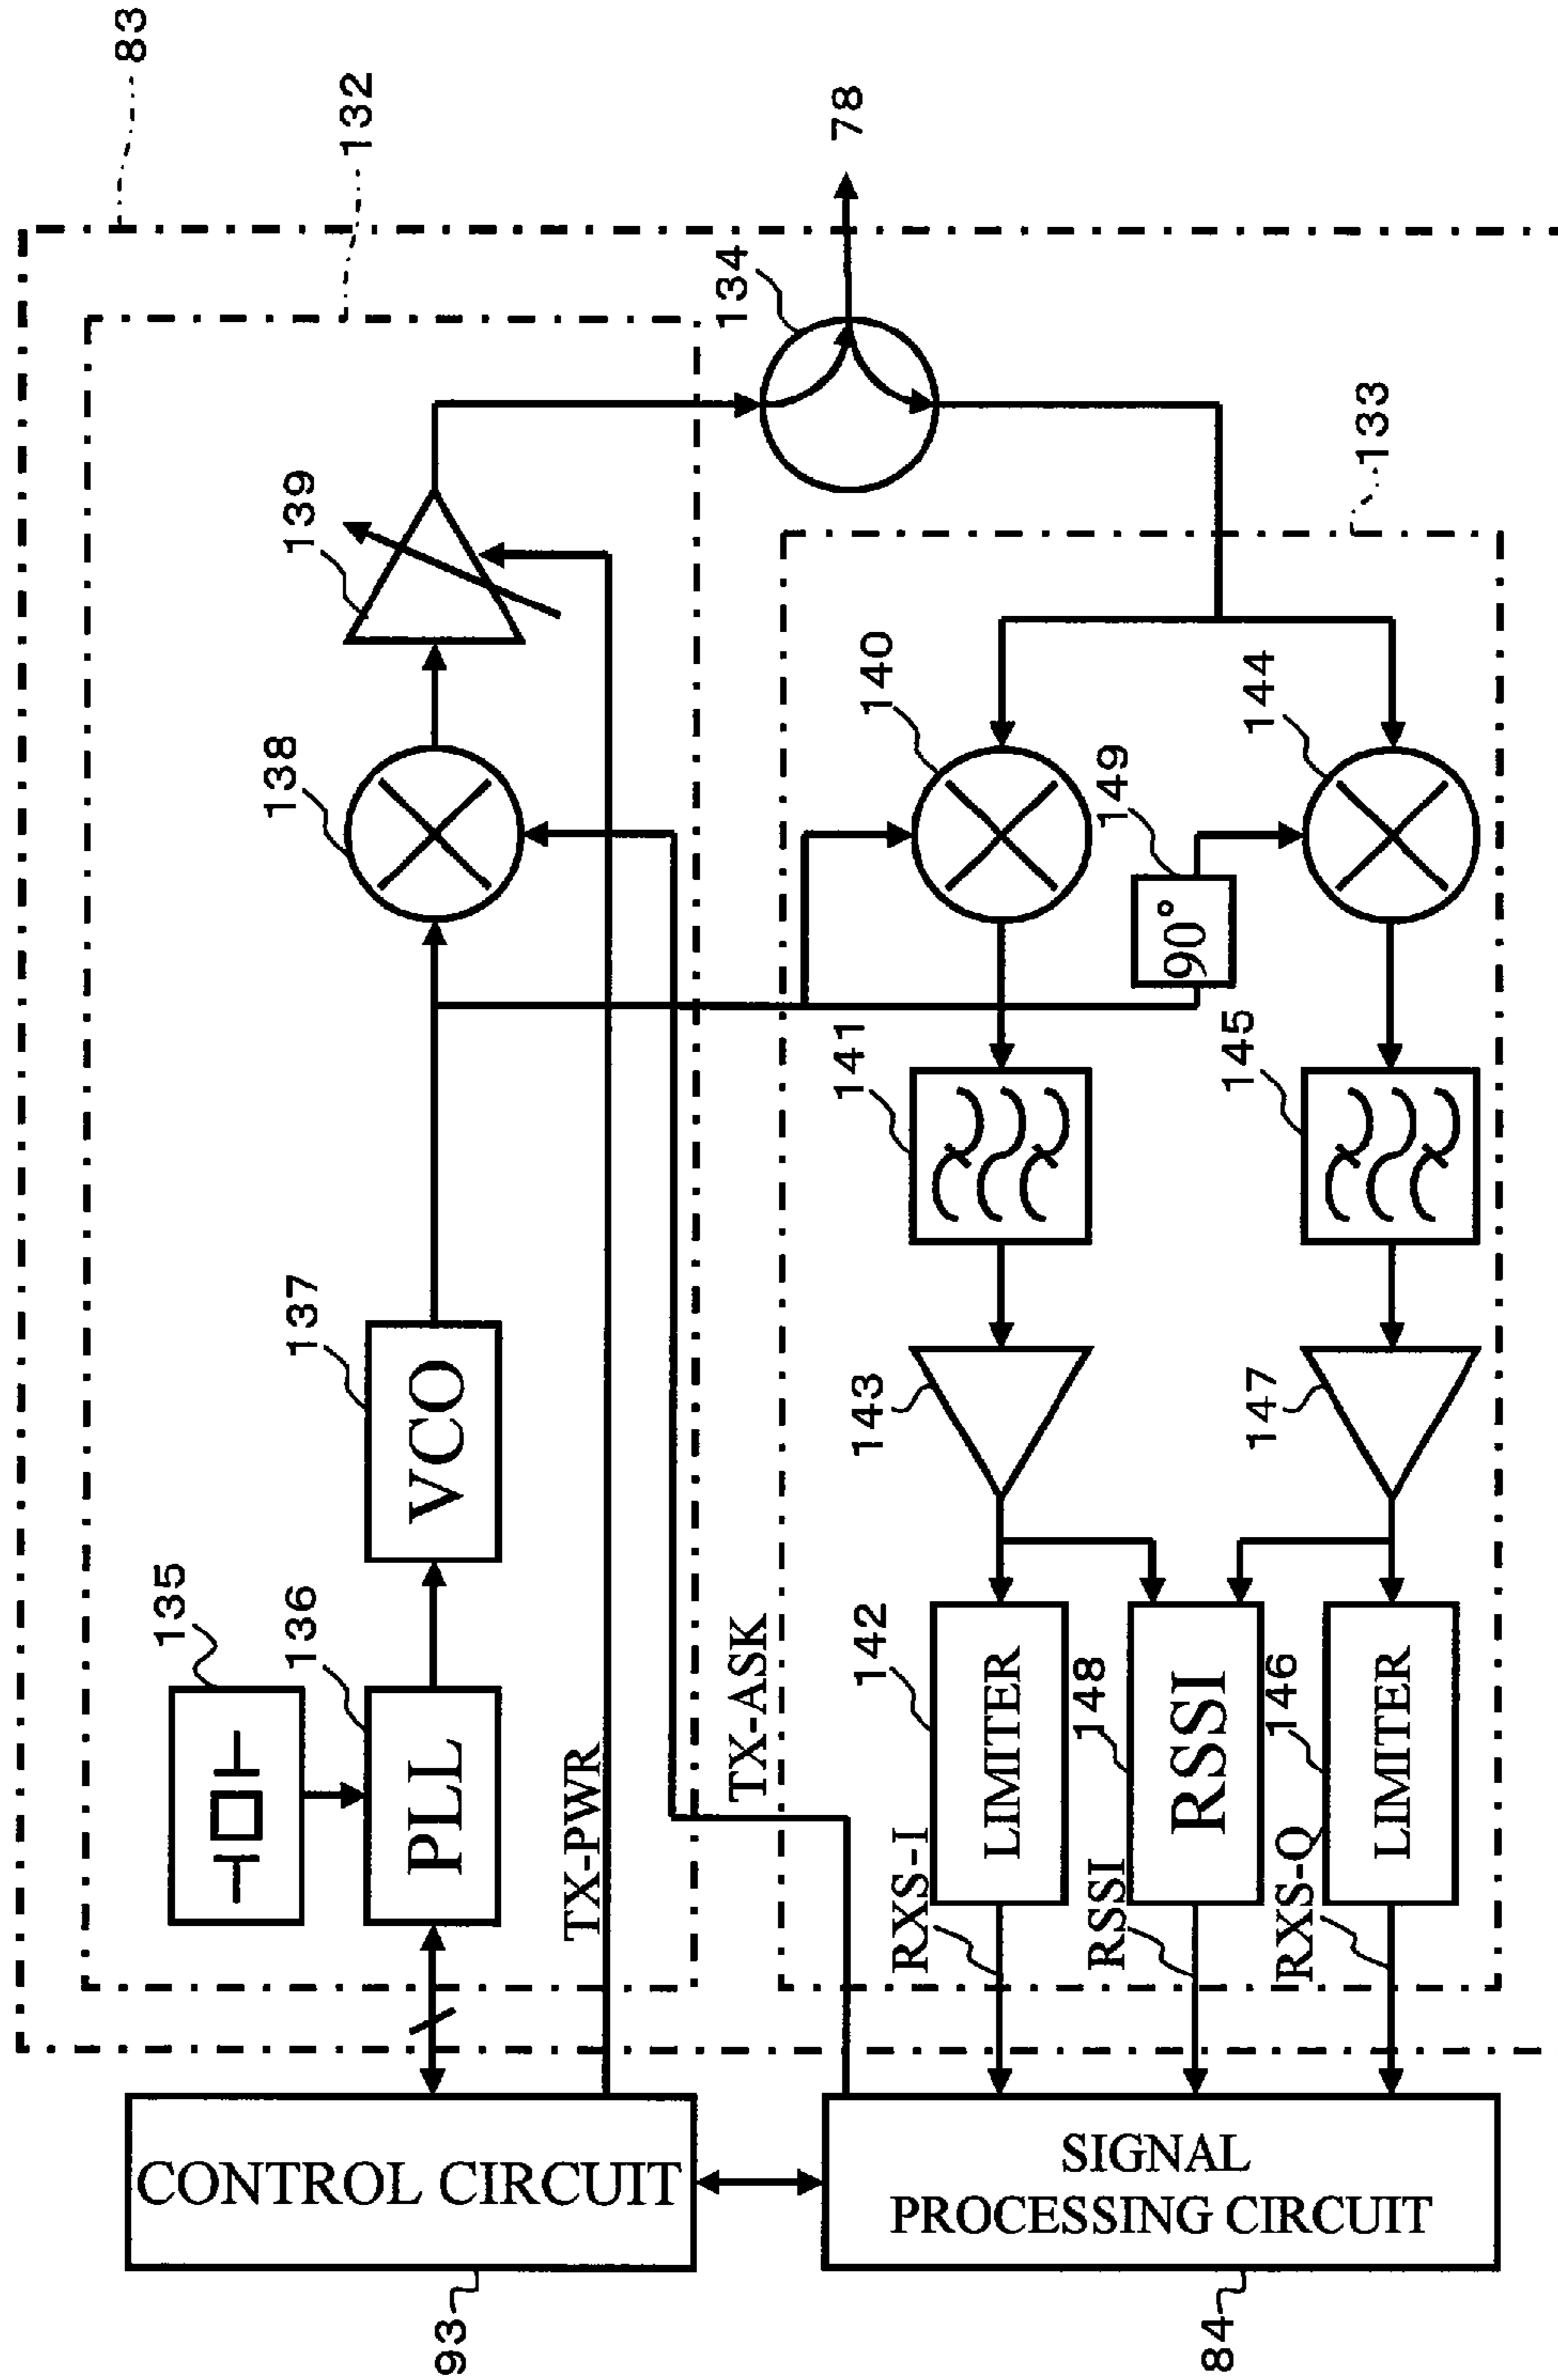 83
132
78
134
139
133
138
140
144
149
90°
141
145
137
VCO
143
147
135
136
PLL
TX-PWR
TX-ASK
142
LIMITER
148
RSSI
146
LIMITER
RXS-I
RSSI
RXS-Q
CONTROL CIRCUIT
93
SIGNAL
PROCESSING CIRCUIT
84